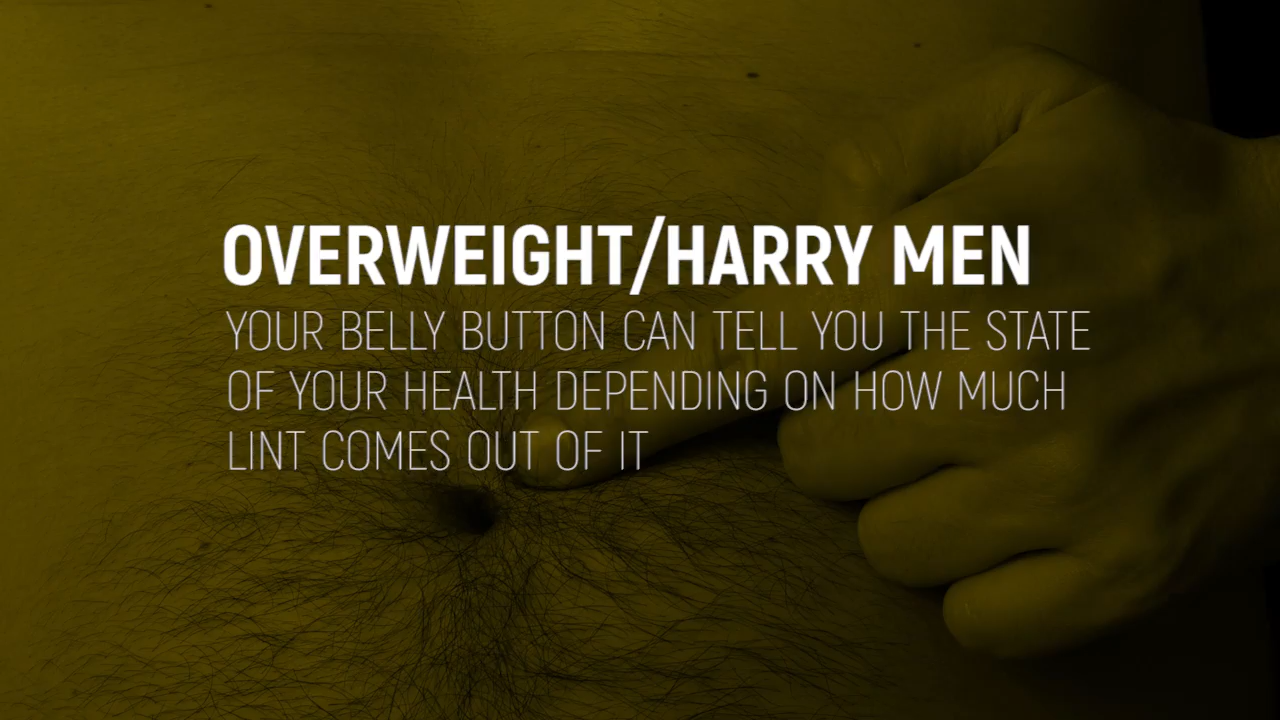 OVERWEIGHT/HARRY MEN
YOUR BELLY BUTTON CAN TELL YOU THE STATE
OF YOUR HEALTH DEPENDING ON HOW MUCH
LINT COMES OUT OF IT